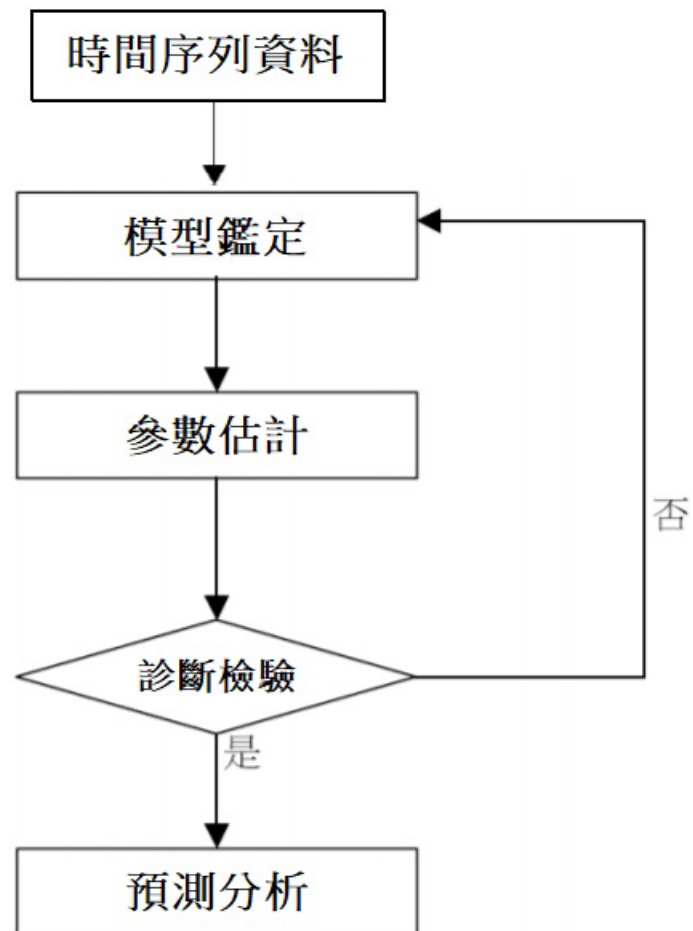 時間序列資料
模型鑑定
參數估計
否
診斷檢驗
是
預測分析